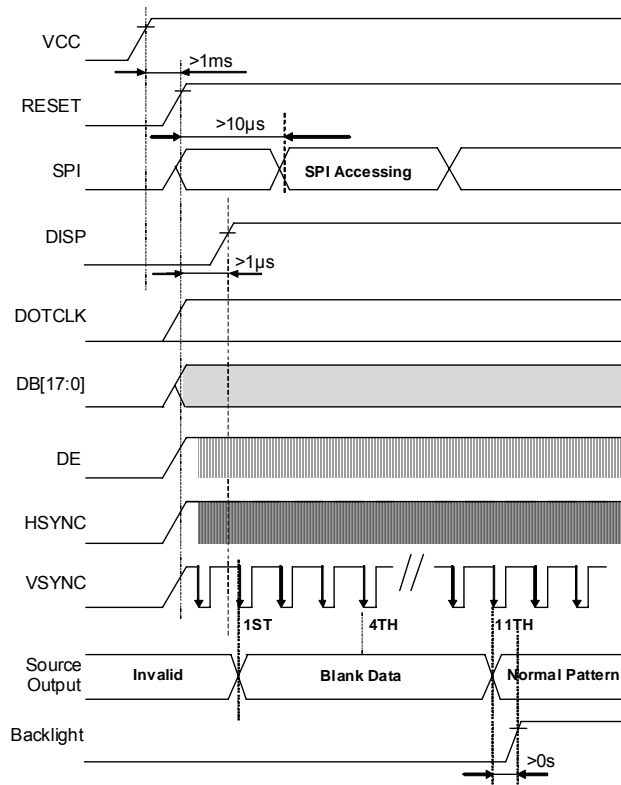 VCC
>1ms
RESET
>10µs
SPI
SPI Accessing
DISP
>1µs
DOTCLK
DB[17:0]
DE
HSYNC
VSYNC
1ST
4TH
11TH
Source
Output
Invalid
Blank Data
Normal Pattern
Backlight
>0s